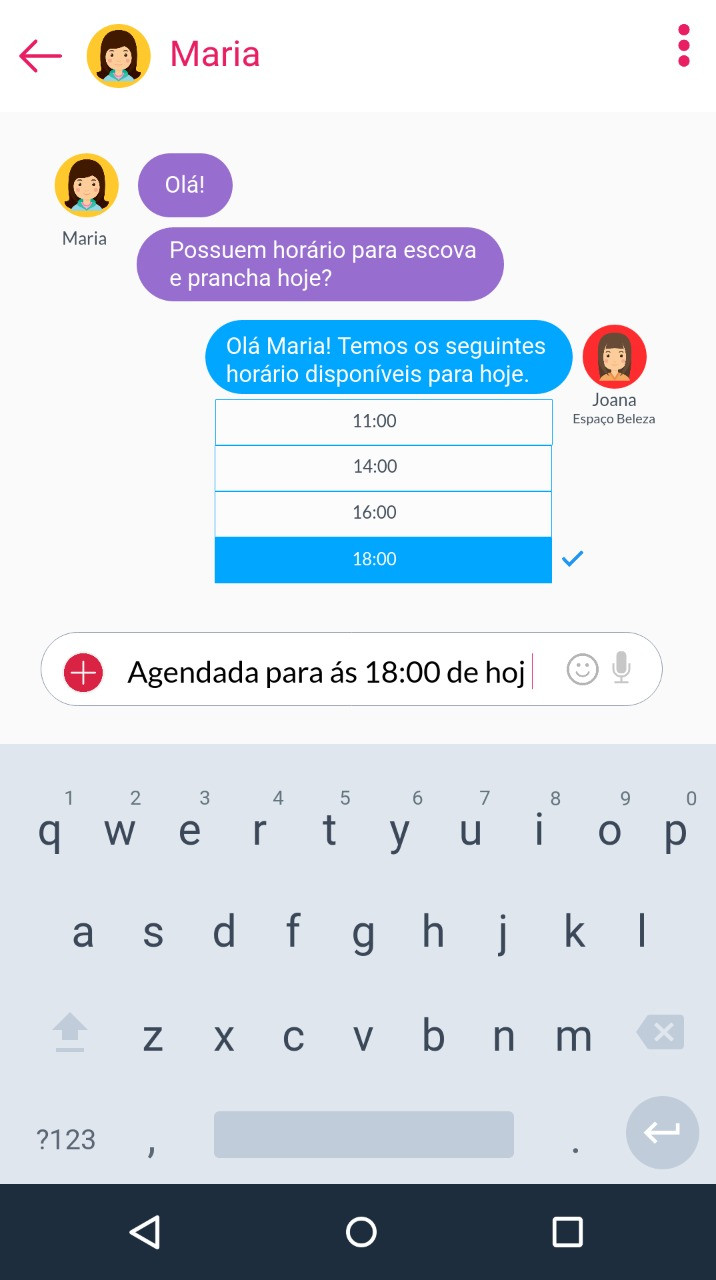 Maria
Olá!
Maria
Possuem horário para escova
e prancha hoje?
Olá Maria! Temos os seguintes
horário disponíveis para hoje.
Joana
Espaço Beleza
11:00
14:00
16:00
18:00
Agendada para ás 18:00 de hoj
1 2 3 4 5 6 7 8 9 0
q w e r t y u i o p
a s d f g h j k l
z x c v b n m
?123 , .